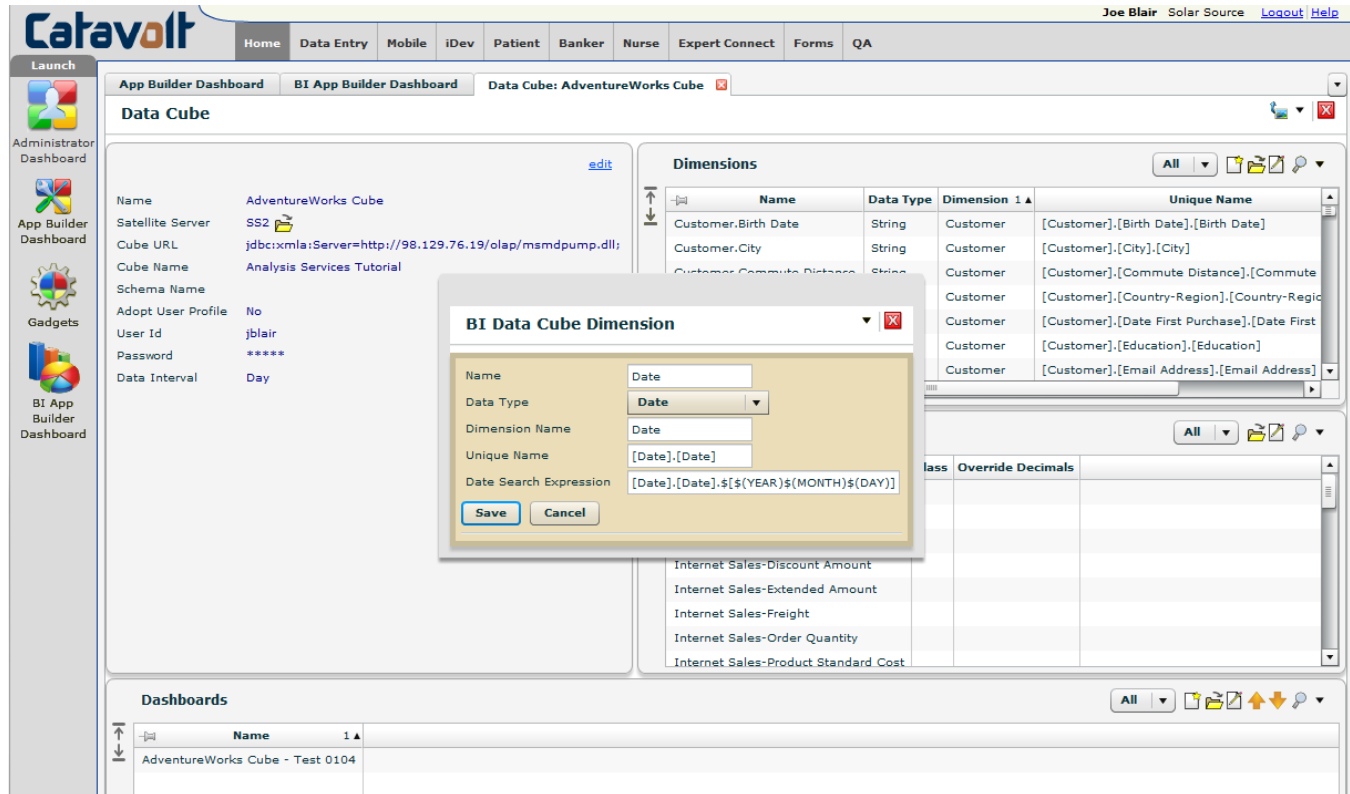 Joe Blair Solar Source Logout Help
Catavolt
Home Data Entry Mobile iDev Patient Banker Nurse Expert Connect Forms QA
Launch
Administrator
Dashboard
App Builder
Dashboard
Gadgets
BI App
Builder
Dashboard
App Builder Dashboard BI App Builder Dashboard Data Cube: AdventureWorks Cube
Data Cube
edit
Name AdventureWorks Cube
Satellite Server SS2
Cube URL jdbc:xmla:Server=http://98.129.76.19/olap/msmdpump.dll;
Cube Name Analysis Services Tutorial
Schema Name
Adopt User Profile No
User Id jblair
Password *****
Data Interval Day
Dimensions All
Name Data Type Dimension 1 Unique Name
Customer.Birth Date String Customer [Customer].[Birth Date].[Birth Date]
Customer.City String Customer [Customer].[City].[City]
Customer.Commute Distance String Customer [Customer].[Commute Distance].[Commute
Customer [Customer].[Country-Region].[Country-Regic
Customer [Customer].[Date First Purchase].[Date First
Customer [Customer].[Education].[Education]
Customer [Customer].[Email Address].[Email Address]
BI Data Cube Dimension
Name Date
Data Type Date
Dimension Name Date
Unique Name [Date].[Date]
Date Search Expression [Date].[Date].$[$(YEAR)$(MONTH)$(DAY)]
Save Cancel
All
lass Override Decimals
Internet Sales-Discount Amount
Internet Sales-Extended Amount
Internet Sales-Freight
Internet Sales-Order Quantity
Internet Sales-Product Standard Cost
Dashboards All
Name 1
AdventureWorks Cube - Test 0104